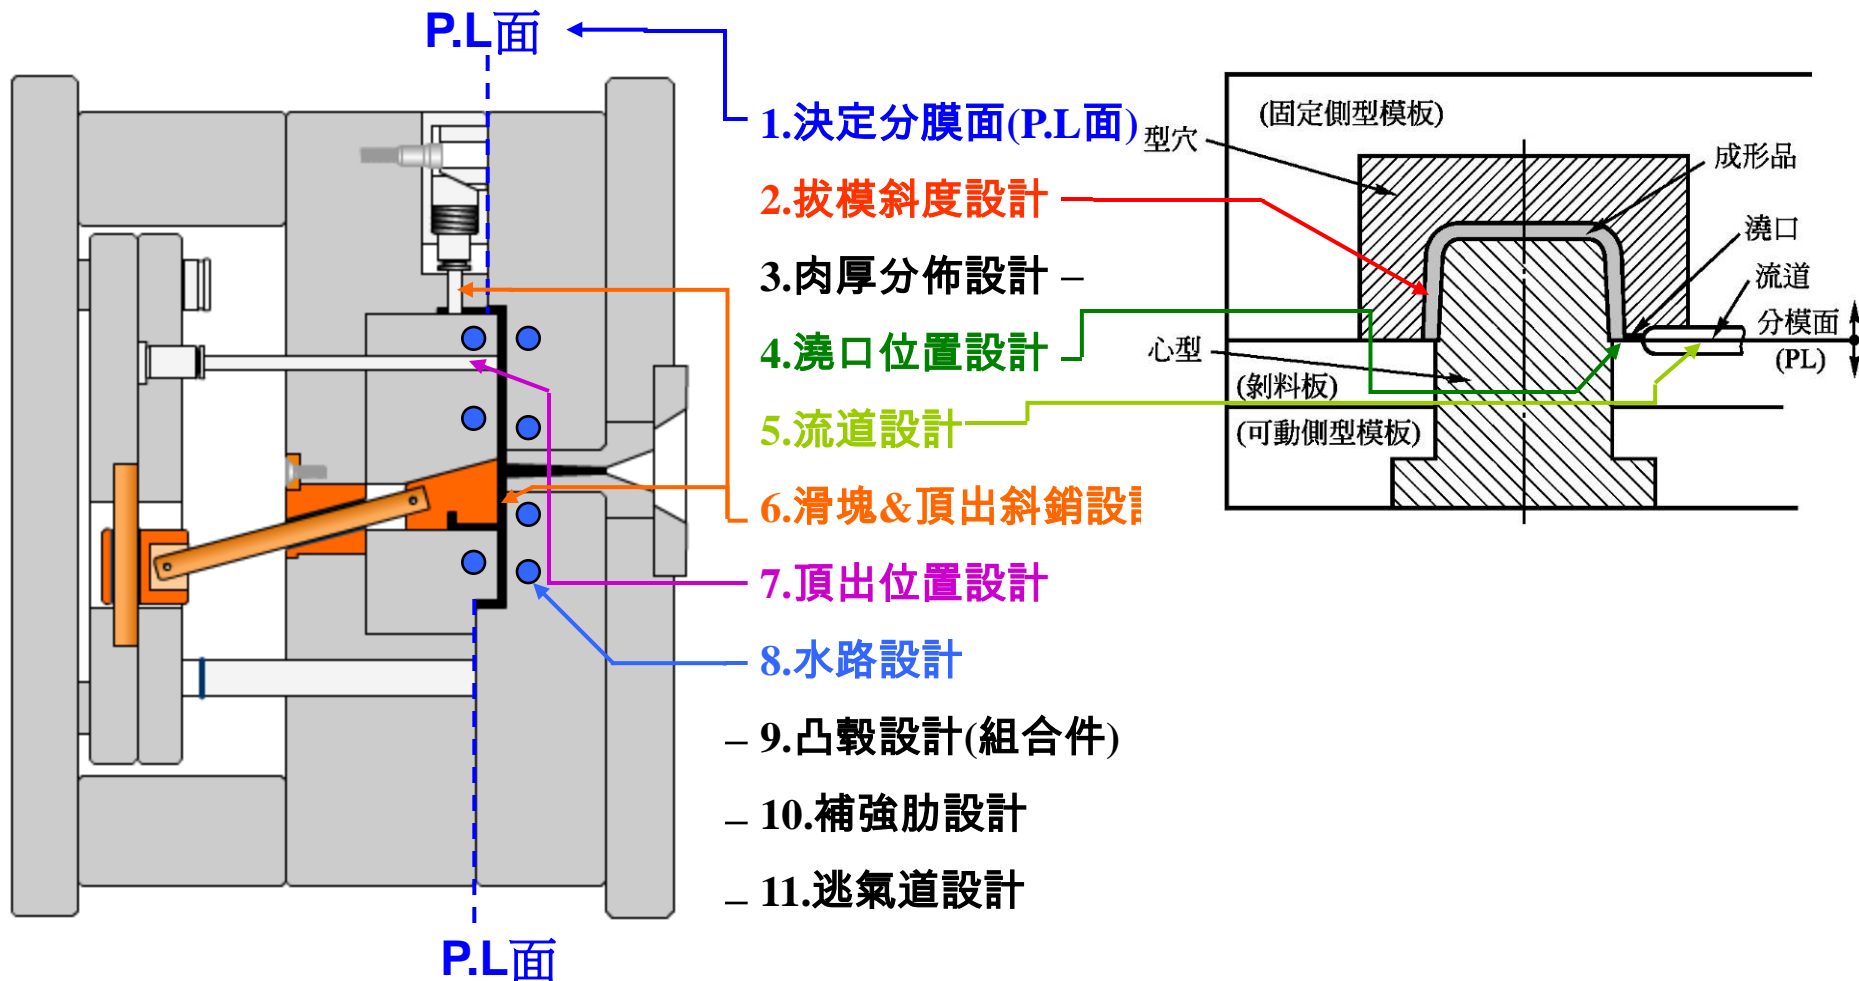 P.L面
1.決定分膜面(P.L面)
2.拔模斜度設計
3.肉厚分佈設計
4.澆口位置設計
5.流道設計
6.滑塊&頂出斜銷設計
7.頂出位置設計
8.水路設計
9.凸轂設計(組合件)
10.補強肋設計
11.逃氣道設計
P.L面
(固定側型模板)
型穴
成形品
澆口
流道
分模面
(PL)
心型
(剝料板)
(可動側型模板)